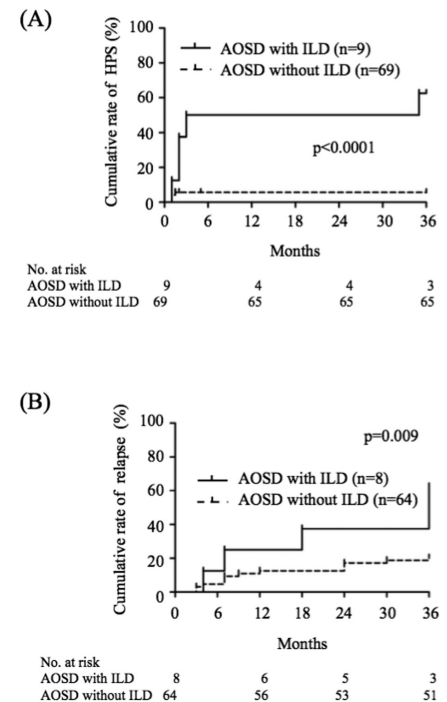 (A)
Cumulative rate of HPS (%)
100
80
60
40
20
0
AOSD with ILD (n=9)
AOSD without ILD (n=69)
p<0.0001
0 6 12 18 24 30 36
Months
No. at risk
AOSD with ILD 9 4 4 3
AOSD without ILD 69 65 65 65
(B)
Cumulative rate of relapse (%)
100
80
60
40
20
0
p=0.009
AOSD with ILD (n=8)
AOSD without ILD (n=64)
0 6 12 18 24 30 36
Months
No. at risk
AOSD with ILD 8 6 5 3
AOSD without ILD 64 56 53 51